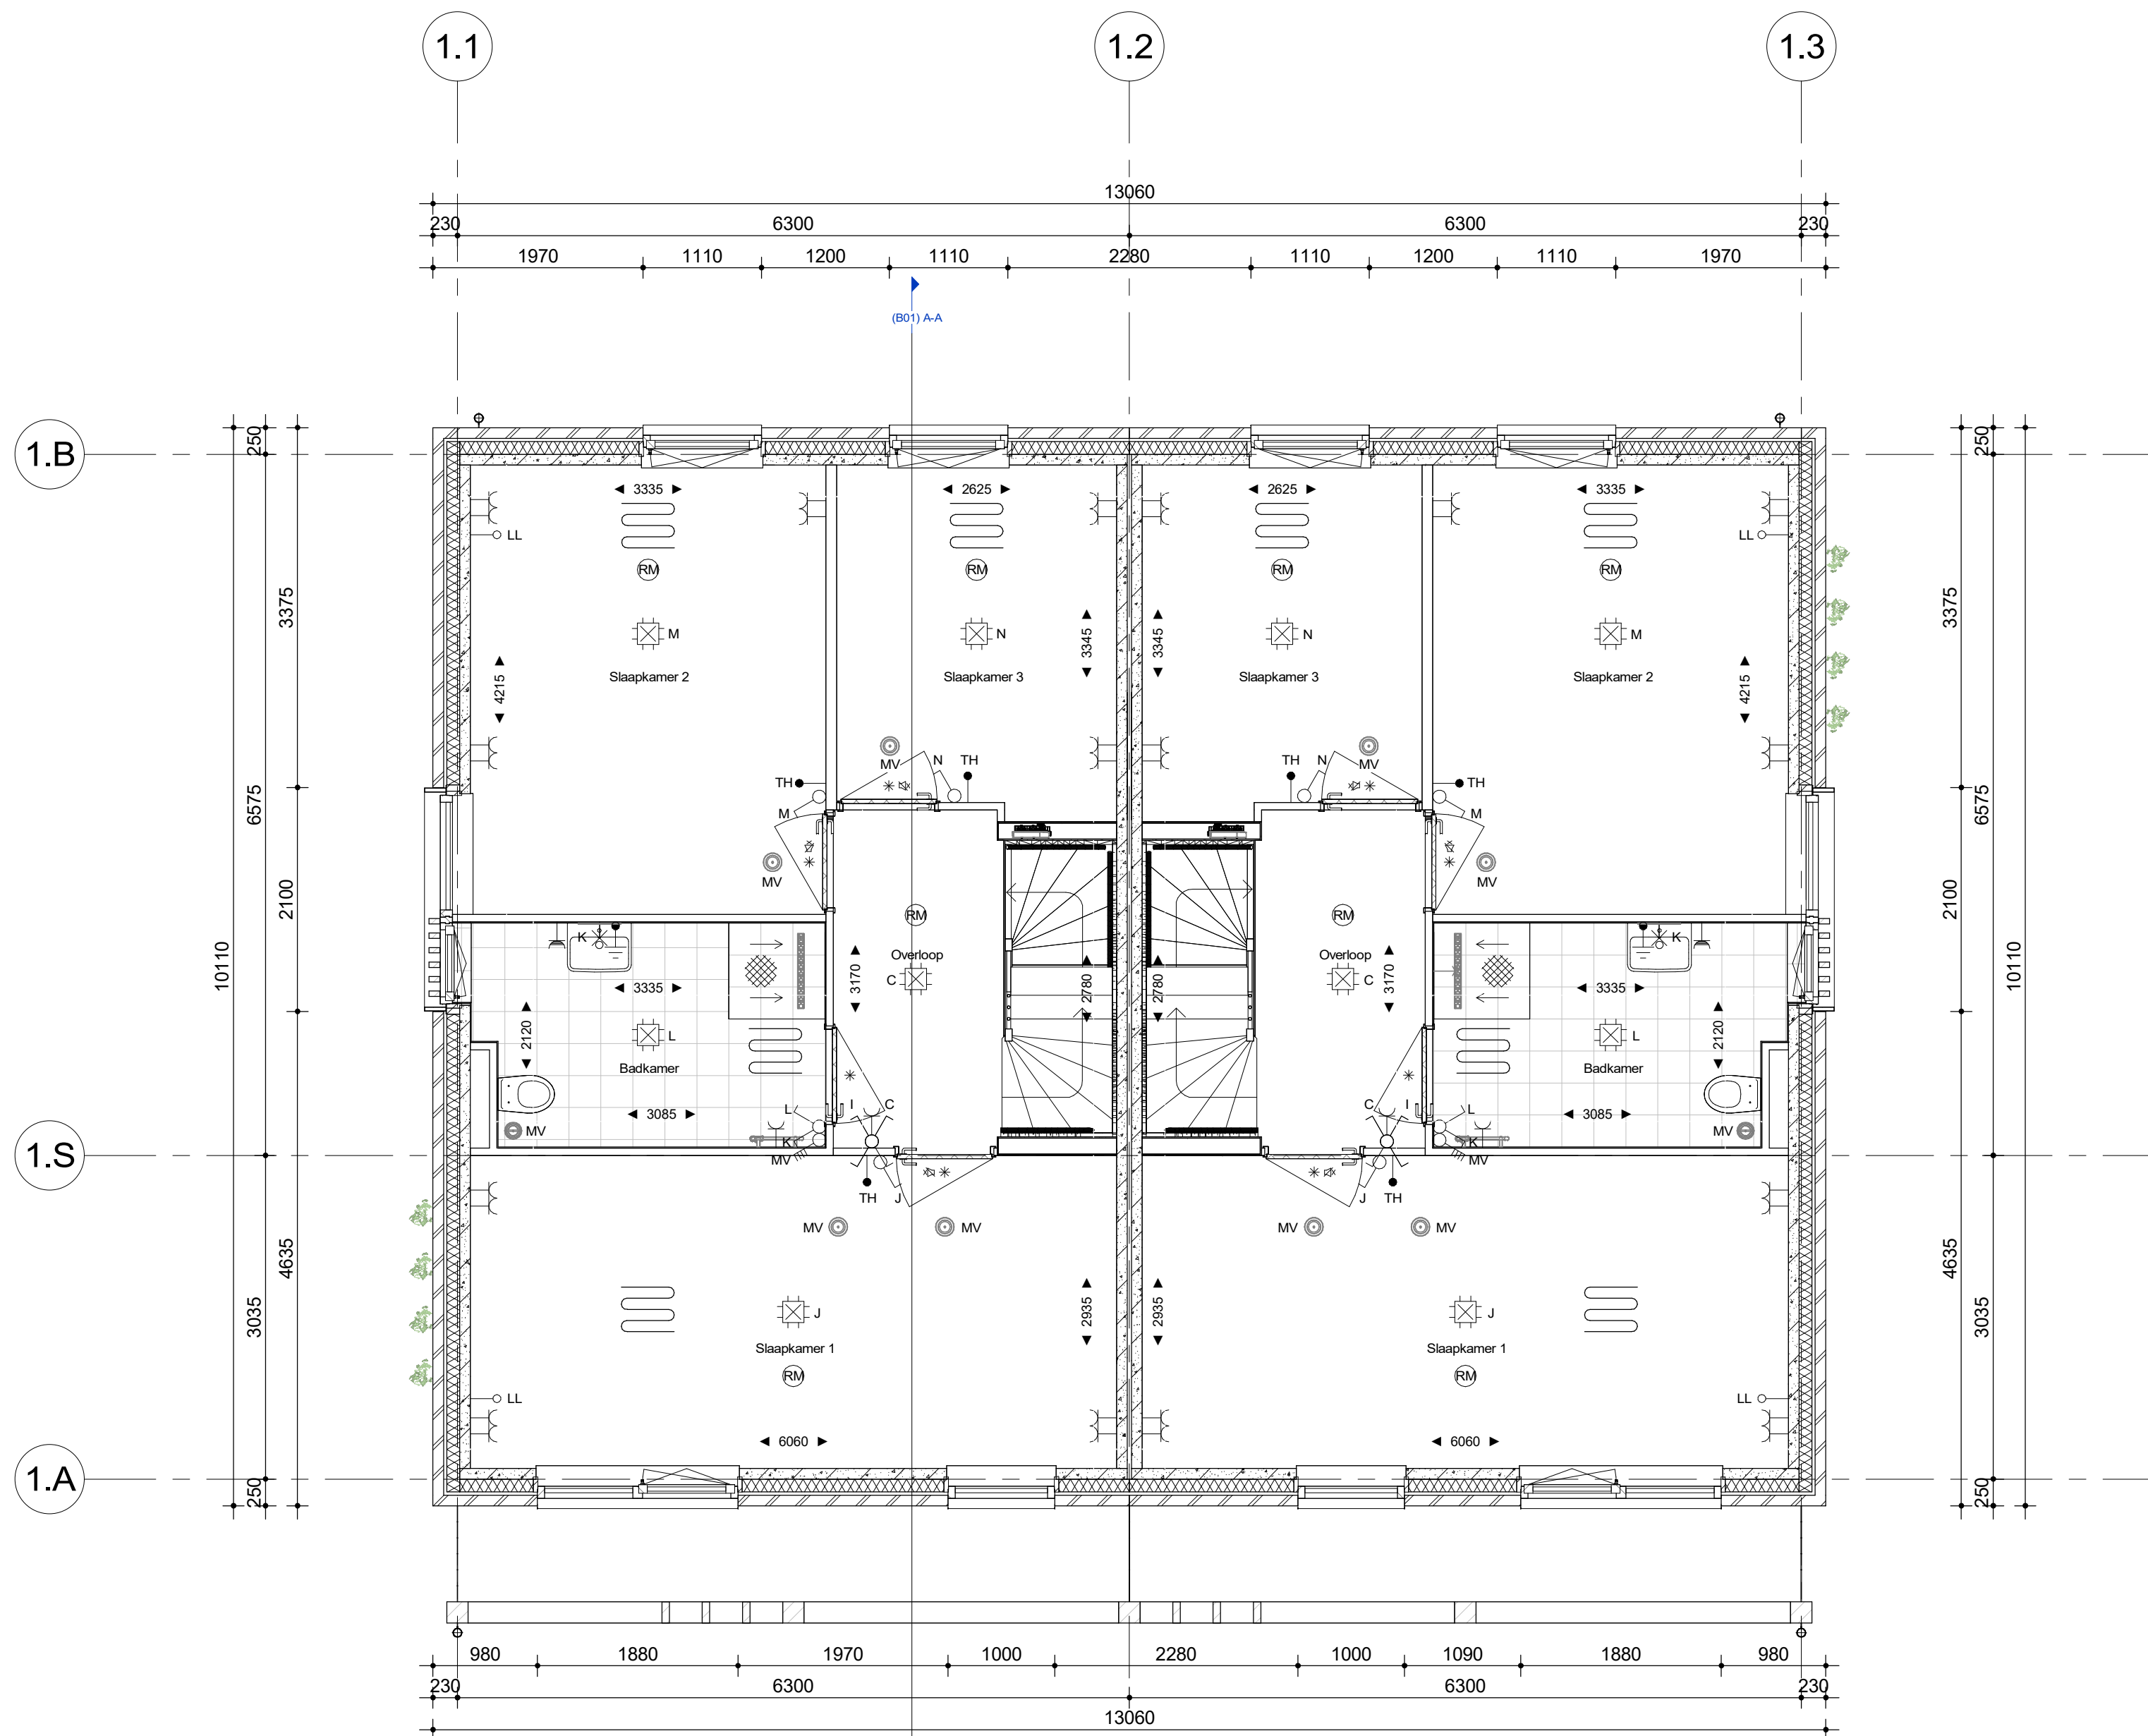 1.1 1.2 1.3
13060
230 6300 6300 230
1970 1110 1200 1110 2280 1110 1200 1110 1970
(B01) A-A
1.B 1.B
250 250
3335 2625 2625 3335
LL LL
RM RM RM RM
3375 3375
M N N M
3345 3345
Slaapkamer 2 Slaapkamer 3 Slaapkamer 3 Slaapkamer 2
4215 4215
MV N TH TH N MV
TH TH
M M
6575 6575
MV MV
2100 2100
RM RM
K K
Overloop Overloop
10110 10110
C C
3170 3170
3335 3335
2780 2780
2120 2120
L L
Badkamer Badkamer
3085 3085
L I C C I L
MV K K MV
MV MV
1.S
TH J J TH
MV MV MV MV
4635 4635
3035 3035
2935 2935
J J
Slaapkamer 1 Slaapkamer 1
RM RM
LL LL
6060 6060
1.A
250 250
980 1880 1970 1000 2280 1000 1090 1880 980
230 6300 6300 230
13060